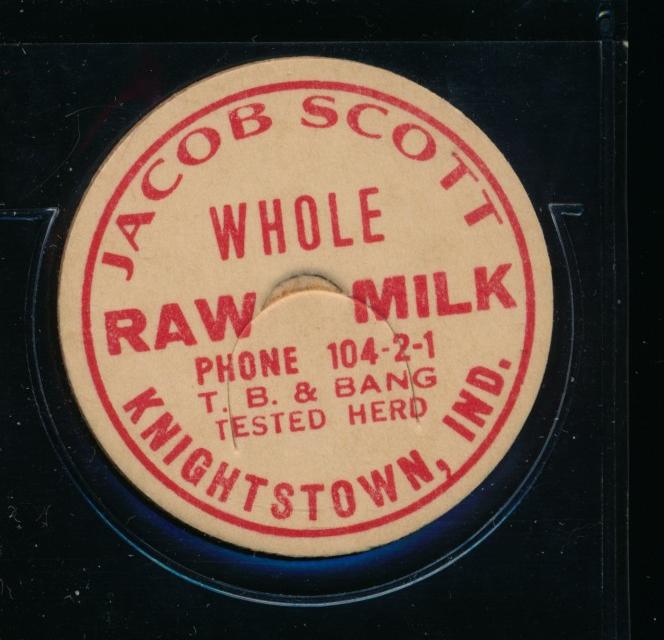 JACOB SCOTT
WHOLE
RAW MILK
PHONE 104-2-1
T. B. & BANG
TESTED HERD
KNIGHTSTOWN, IND.